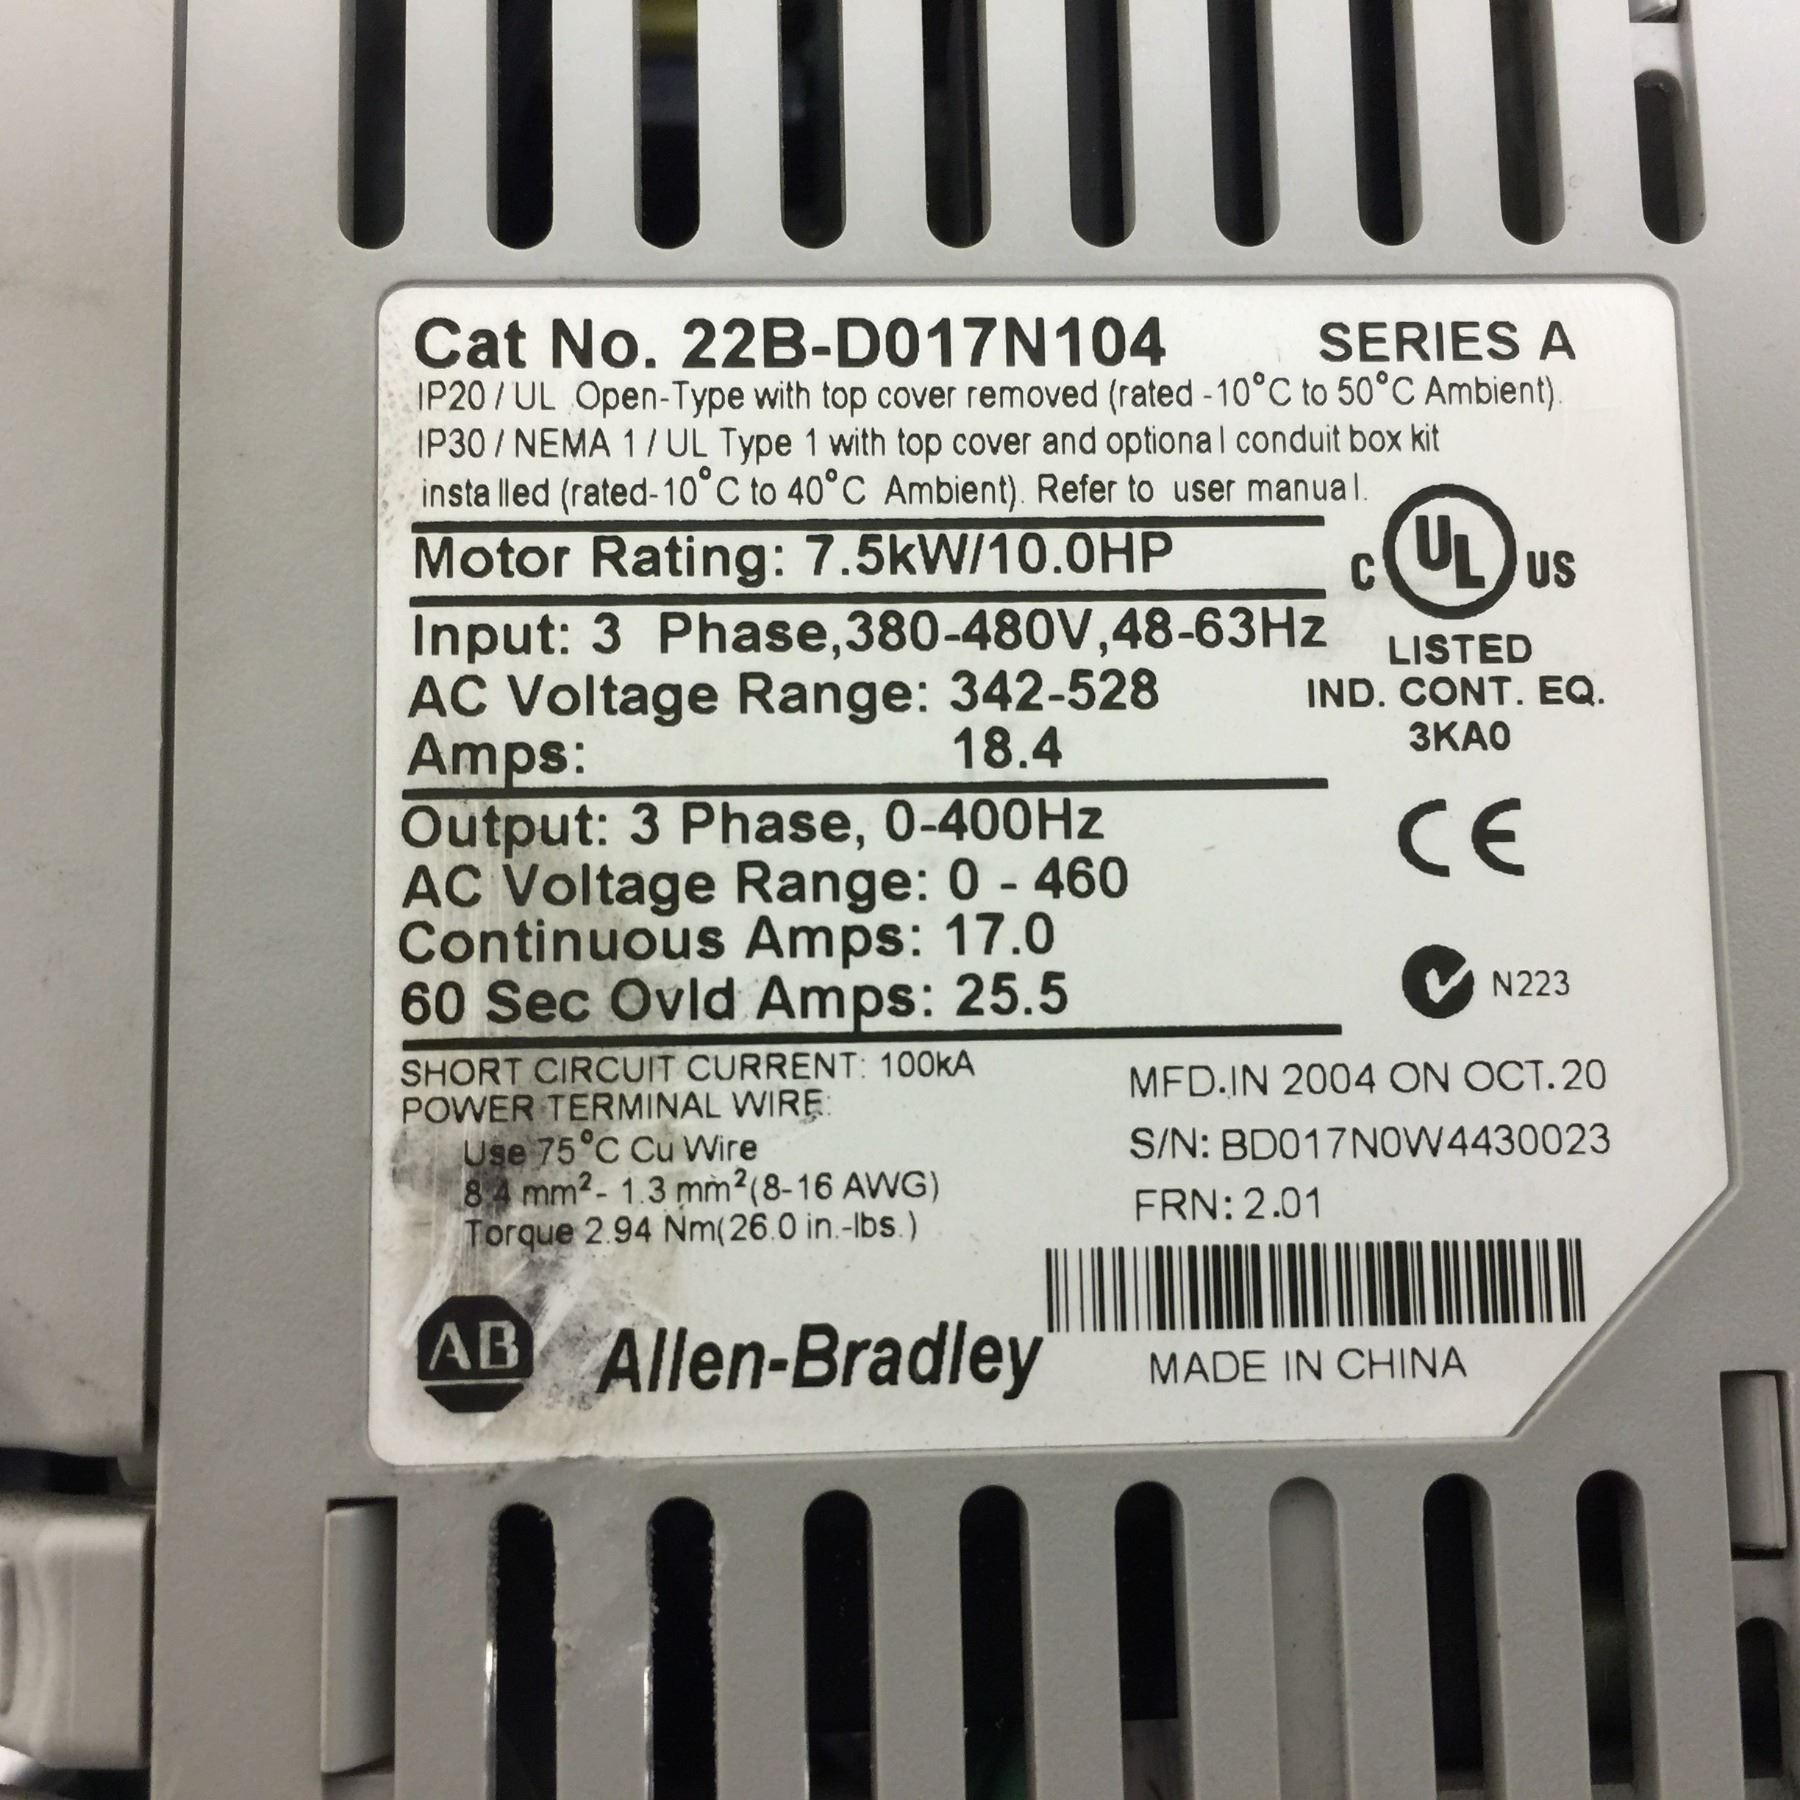 Cat No. 22B-D017N104 SERIES A
IP20 / UL Open-Type with top cover removed (rated -10°C to 50°C Ambient).
IP30 / NEMA 1 / UL Type 1 with top cover and optional conduit box kit
installed (rated-10°C to 40°C Ambient). Refer to user manual.
Motor Rating: 7.5kW/10.0HP
C UL US
Input: 3 Phase,380-480V,48-63Hz
LISTED
AC Voltage Range: 342-528
IND. CONT. EQ.
Amps: 18.4
3KA0
Output: 3 Phase, 0-400Hz
CE
AC Voltage Range: 0 - 460
Continuous Amps: 17.0
60 Sec Ovld Amps: 25.5
N223
SHORT CIRCUIT CURRENT: 100kA
POWER TERMINAL WIRE:
Use 75°C Cu Wire
8.4 mm²- 1.3 mm²(8-16 AWG)
Torque 2.94 Nm(26.0 in.-lbs.)
MFD.IN 2004 ON OCT.20
S/N: BD017N0W4430023
FRN: 2.01
AB Allen-Bradley
MADE IN CHINA